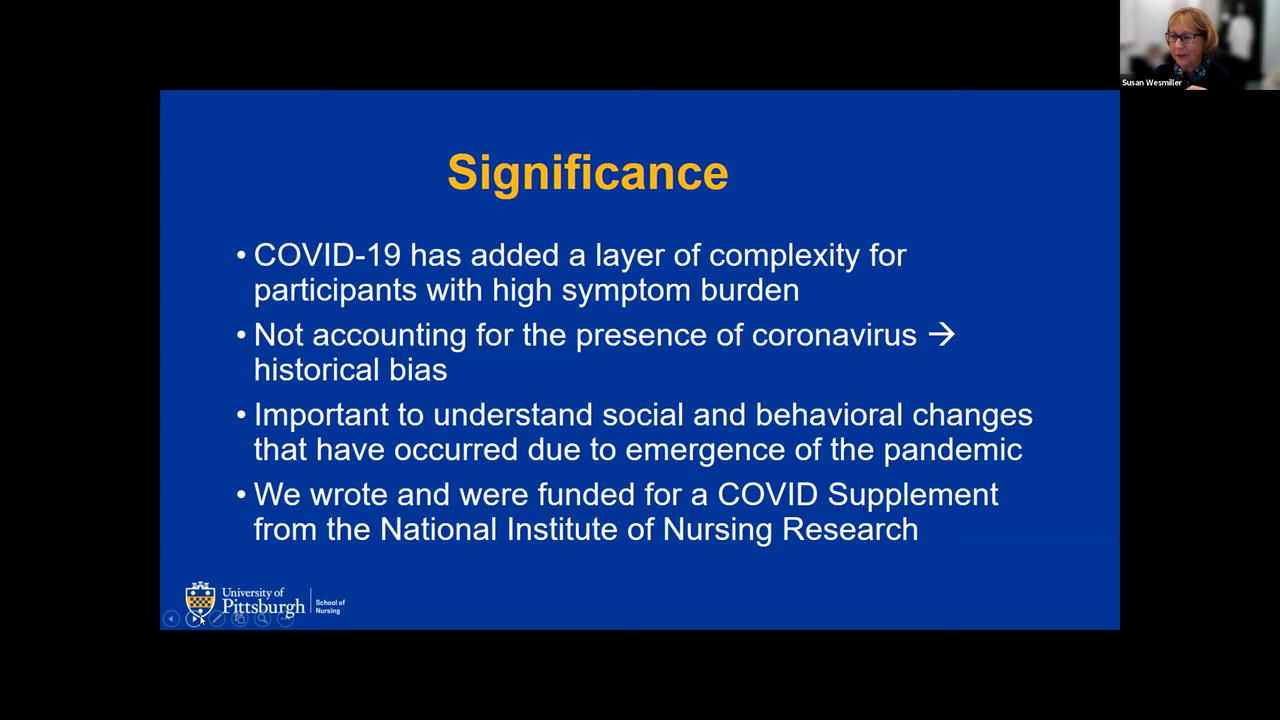 Susan Wesmiller
Significance
• COVID-19 has added a layer of complexity for
participants with high symptom burden
• Not accounting for the presence of coronavirus →
historical bias
• Important to understand social and behavioral changes
that have occurred due to emergence of the pandemic
• We wrote and were funded for a COVID Supplement
from the National Institute of Nursing Research
University of
Pittsburgh
School of
Nursing